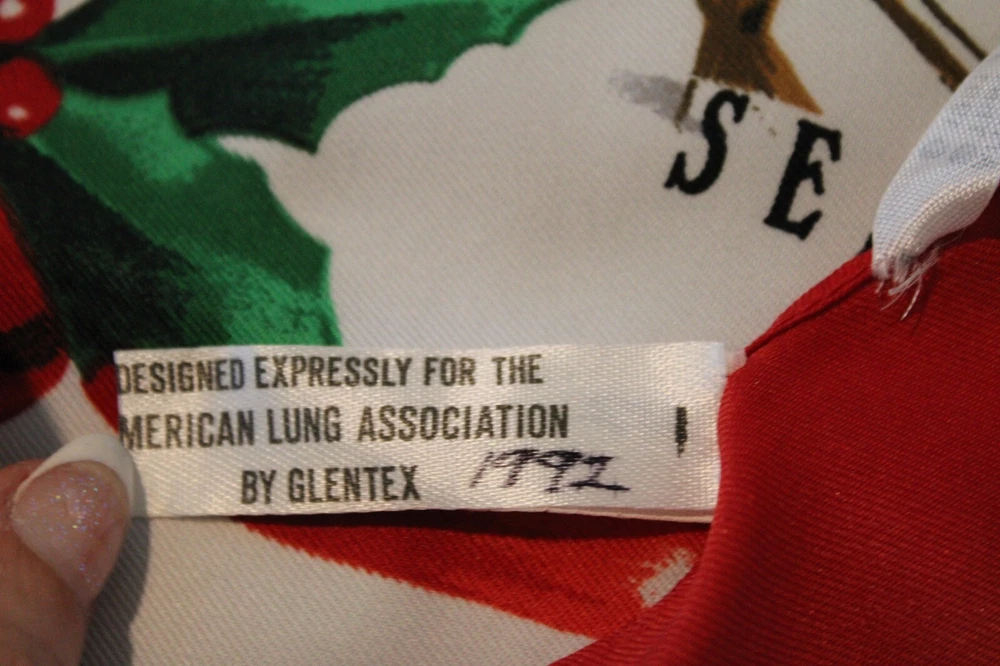 SE
DESIGNED EXPRESSLY FOR THE
MERICAN LUNG ASSOCIATION
BY GLENTEX 1992